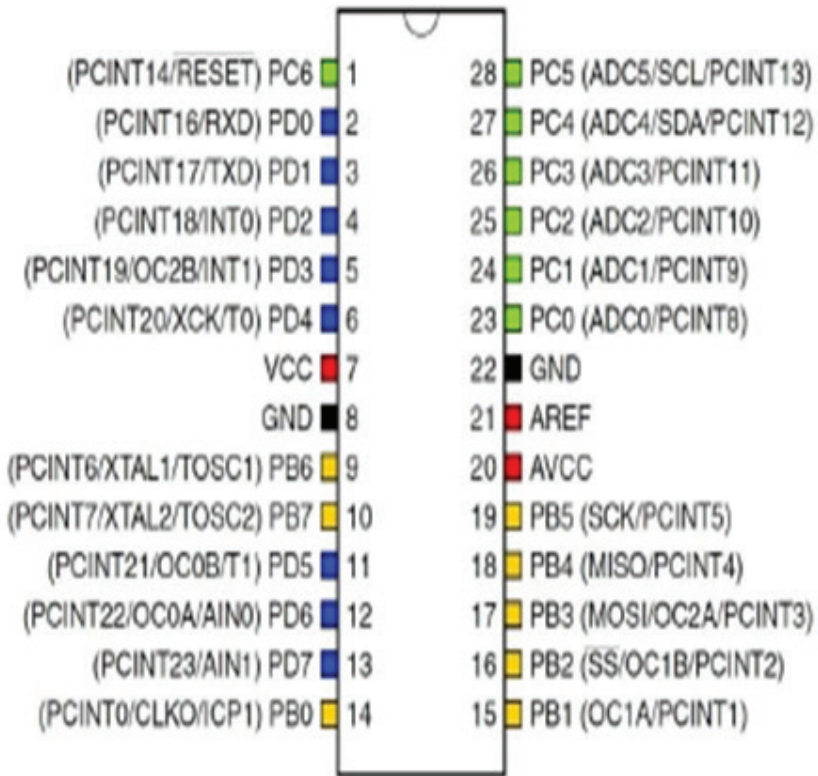 (PCINT14/RESET) PC6 1 28 PC5 (ADC5/SCL/PCINT13)
(PCINT16/RXD) PD0 2 27 PC4 (ADC4/SDA/PCINT12)
(PCINT17/TXD) PD1 3 26 PC3 (ADC3/PCINT11)
(PCINT18/INT0) PD2 4 25 PC2 (ADC2/PCINT10)
(PCINT19/OC2B/INT1) PD3 5 24 PC1 (ADC1/PCINT9)
(PCINT20/XCK/T0) PD4 6 23 PC0 (ADC0/PCINT8)
VCC 7 22 GND
GND 8 21 AREF
(PCINT6/XTAL1/TOSC1) PB6 9 20 AVCC
(PCINT7/XTAL2/TOSC2) PB7 10 19 PB5 (SCK/PCINT5)
(PCINT21/OC0B/T1) PD5 11 18 PB4 (MISO/PCINT4)
(PCINT22/OC0A/AIN0) PD6 12 17 PB3 (MOSI/OC2A/PCINT3)
(PCINT23/AIN1) PD7 13 16 PB2 (SS/OC1B/PCINT2)
(PCINT0/CLKO/ICP1) PB0 14 15 PB1 (OC1A/PCINT1)